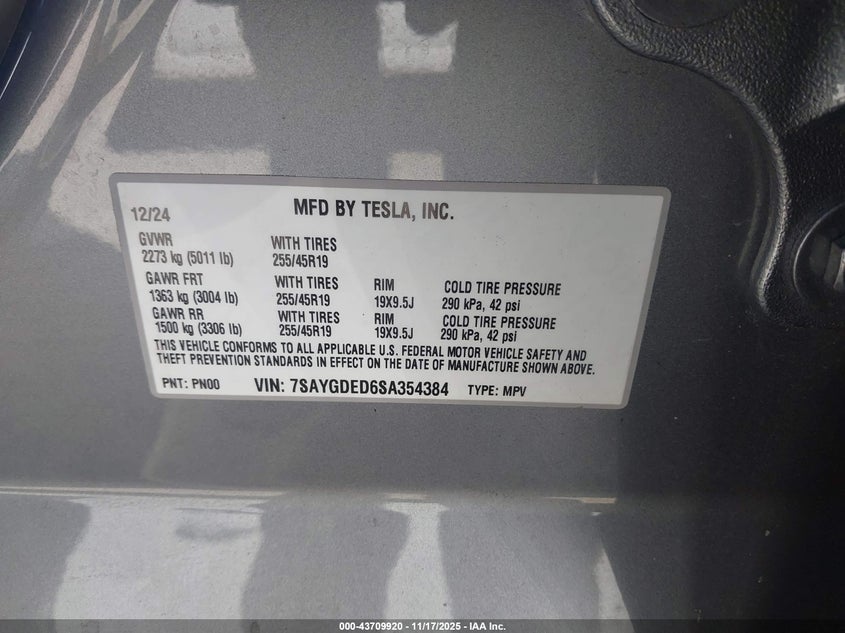 12/24 MFD BY TESLA, INC.
GVWR WITH TIRES
2273 kg (5011 lb) 255/45R19
GAWR FRT WITH TIRES RIM COLD TIRE PRESSURE
1363 kg (3004 lb) 255/45R19 19X9.5J 290 kPa, 42 psi
GAWR RR WITH TIRES RIM COLD TIRE PRESSURE
1500 kg (3306 lb) 255/45R19 19X9.5J 290 kPa, 42 psi
THIS VEHICLE CONFORMS TO ALL APPLICABLE U.S. FEDERAL MOTOR VEHICLE SAFETY AND
THEFT PREVENTION STANDARDS IN EFFECT ON THE DATE OF MANUFACTURE SHOWN ABOVE.
PNT: PN00 VIN: 7SAYGDED6SA354384 TYPE: MPV
000-43709920 - 11/17/2025 - IAA Inc.